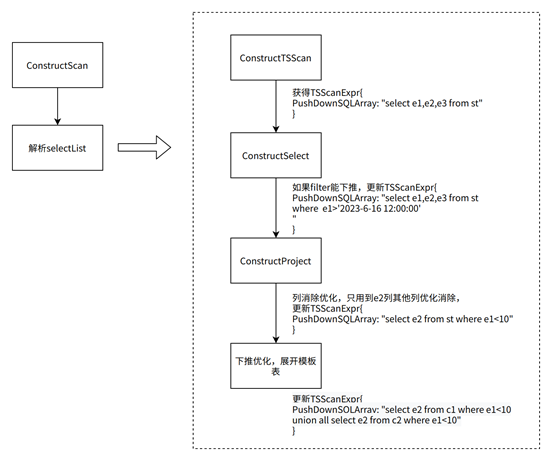 ConstructScan
解析selectList
ConstructTSScan
获得TSScanExpr{
PushDownSQLArray: "select e1,e2,e3 from st"
}
ConstructSelect
如果filter能下推，更新TSScanExpr{
PushDownSQLArray: "select e1,e2,e3 from st
where  e1>'2023-6-16 12:00:00'
"
}
ConstructProject
列消除优化，只用到e2列其他列优化消除，
更新TSScanExpr{
PushDownSQLArray: "select e2 from st where e1<10"
}
下推优化，展开模板
表
更新TSScanExpr{
PushDownSQLArray: "select e2 from c1 where e1<10
union all select e2 from c2 where e1<10"
}